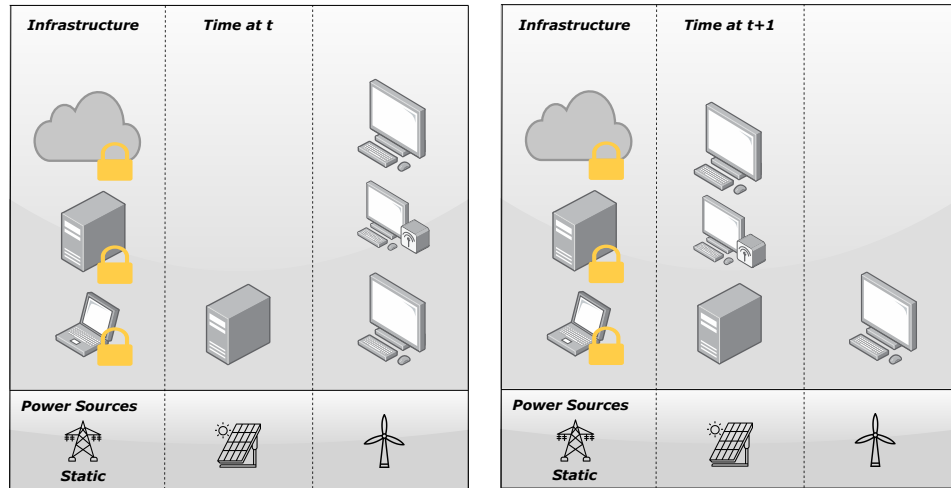 Infrastructure
Time at t
Power Sources
Static
Infrastructure
Time at t+1
Power Sources
Static